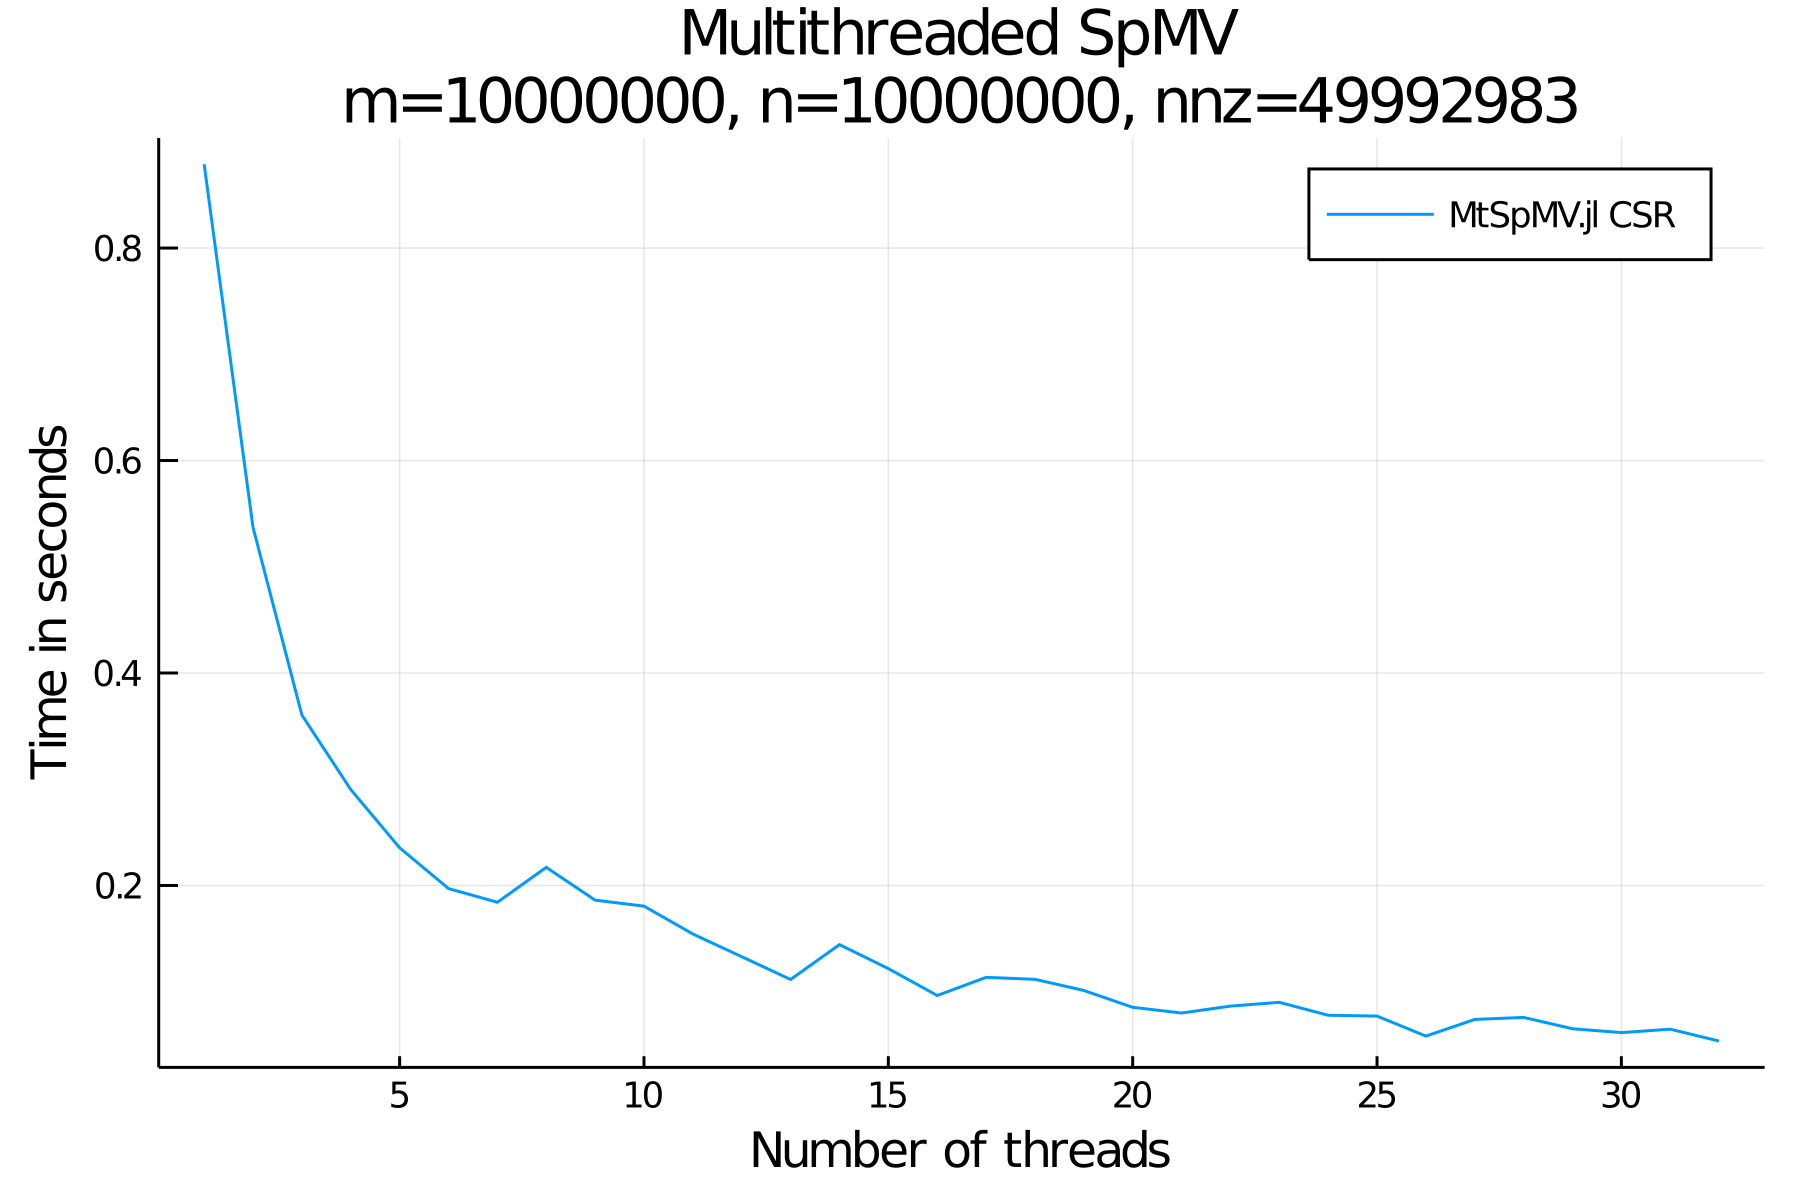 Multithreaded SpMV
m=10000000, n=10000000, nnz=49992983
MtSpMV.jl CSR
Time in seconds
0.8
0.6
0.4
0.2
5 10 15 20 25 30
Number of threads